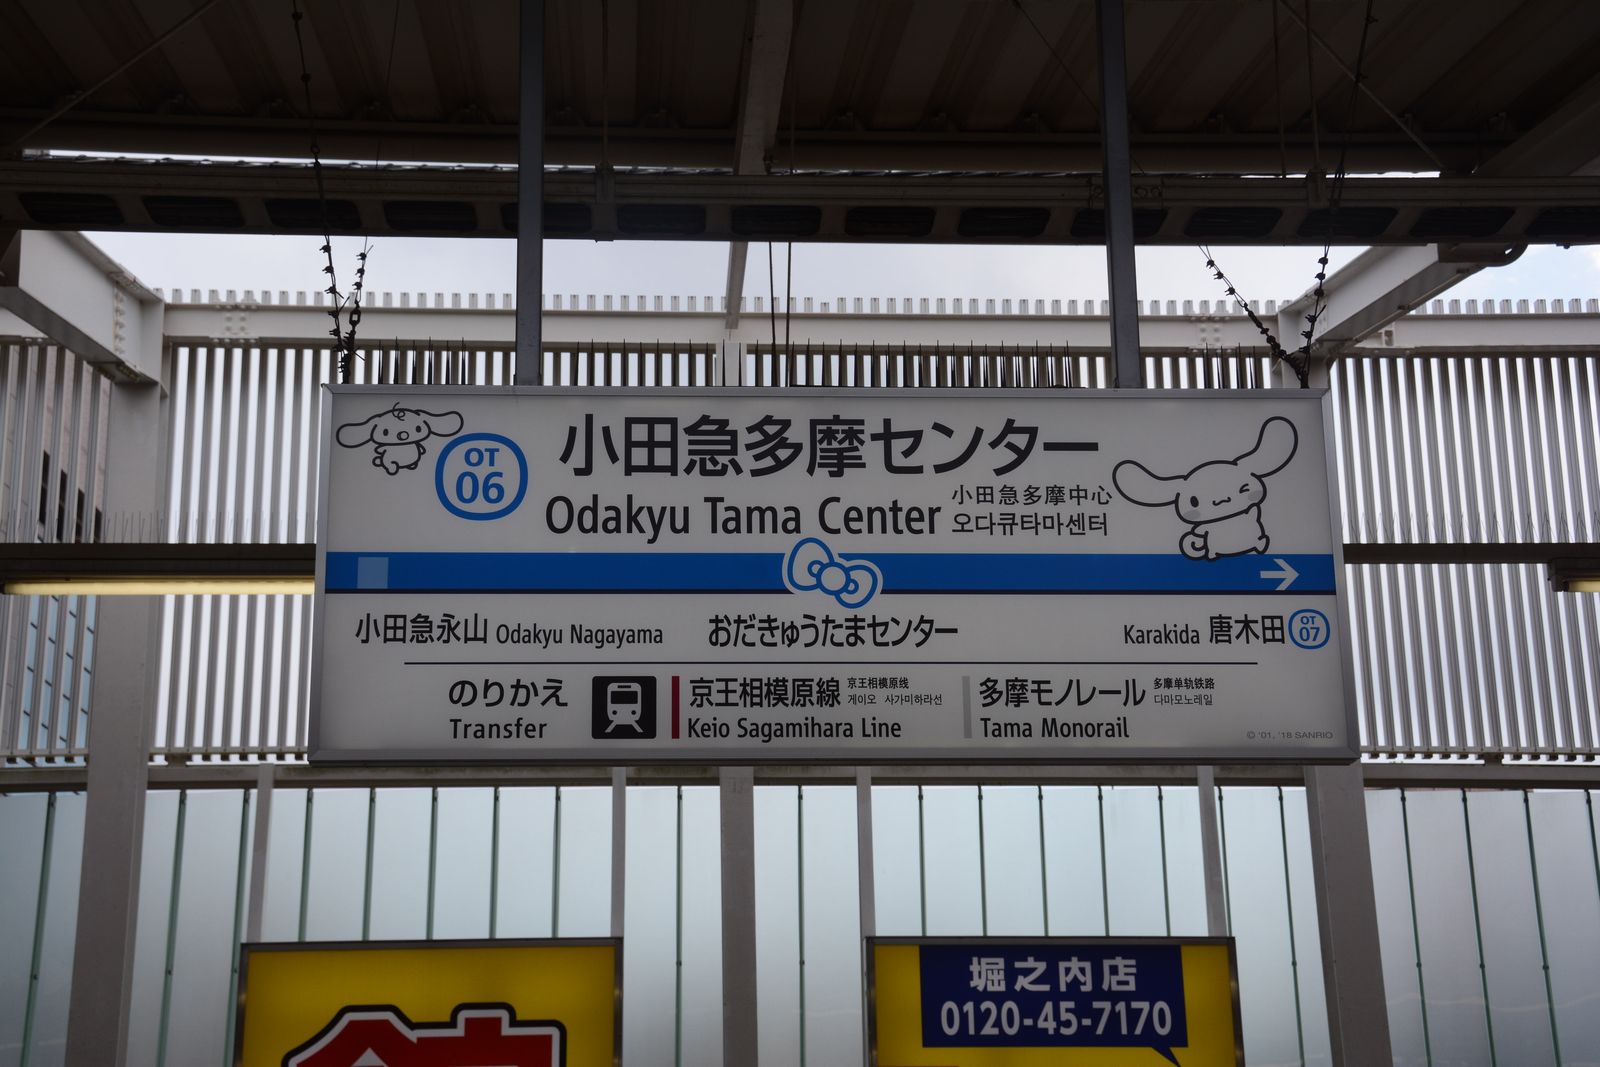 OT
06
小田急多摩センター
Odakyu Tama Center
小田急多摩中心
오다큐타마센터
小田急永山 Odakyu Nagayama
おだきゅうたまセンター
Karakida 唐木田
OT
07
のりかえ
Transfer
京王相模原線
京王相模原线
게이오 사가미하라선
Keio Sagamihara Line
多摩モノレール
多摩单轨铁路
다마모노레일
Tama Monorail
© '01, '18 SANRIO
堀之内店
0120-45-7170